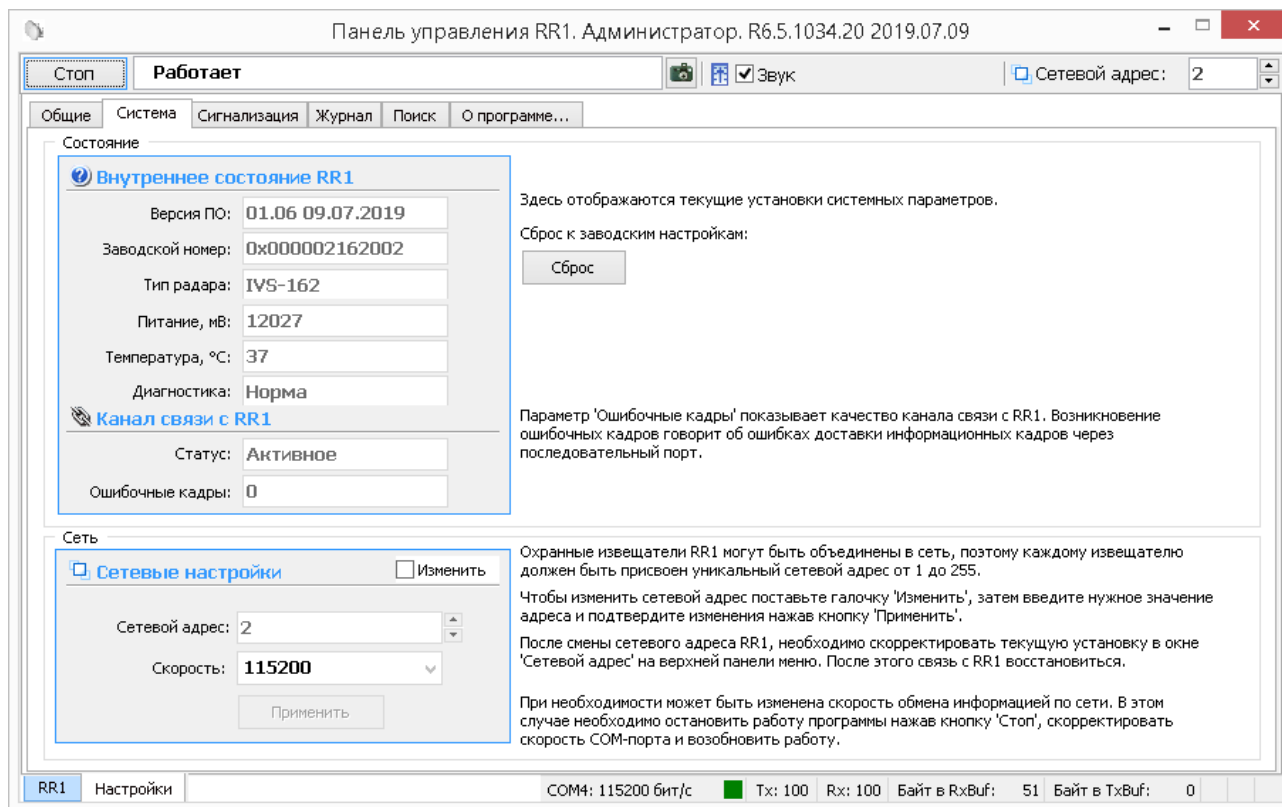 Панель управления RR1. Администратор. R6.5.1034.20 2019.07.09
Стоп
Работает
Звук
Сетевой адрес:
2
Общие
Система
Сигнализация
Журнал
Поиск
О программе...
Состояние
Внутреннее состояние RR1
Версия ПО: 01.06 09.07.2019
Заводской номер: 0x000002162002
Тип радара: IVS-162
Питание, мВ: 12027
Температура, °C: 37
Диагностика: Норма
Канал связи с RR1
Статус: Активное
Ошибочные кадры: 0
Здесь отображаются текущие установки системных параметров.
Сброс к заводским настройкам:
Сброс
Параметр 'Ошибочные кадры' показывает качество канала связи с RR1. Возникновение
ошибочных кадров говорит об ошибках доставки информационных кадров через
последовательный порт.
Сеть
Сетевые настройки
Изменить
Сетевой адрес: 2
Скорость: 115200
Применить
Охранные извещатели RR1 могут быть объединены в сеть, поэтому каждому извещателю
должен быть присвоен уникальный сетевой адрес от 1 до 255.
Чтобы изменить сетевой адрес поставьте галочку 'Изменить', затем введите нужное значение
адреса и подтвердите изменения нажав кнопку 'Применить'.
После смены сетевого адреса RR1, необходимо скорректировать текущую установку в окне
'Сетевой адрес' на верхней панели меню. После этого связь с RR1 восстановиться.
При необходимости может быть изменена скорость обмена информацией по сети. В этом
случае необходимо остановить работу программы нажав кнопку 'Стоп', скорректировать
скорость COM-порта и возобновить работу.
RR1
Настройки
COM4: 115200 бит/с
Tx: 100
Rx: 100
Байт в RxBuf: 51
Байт в TxBuf: 0